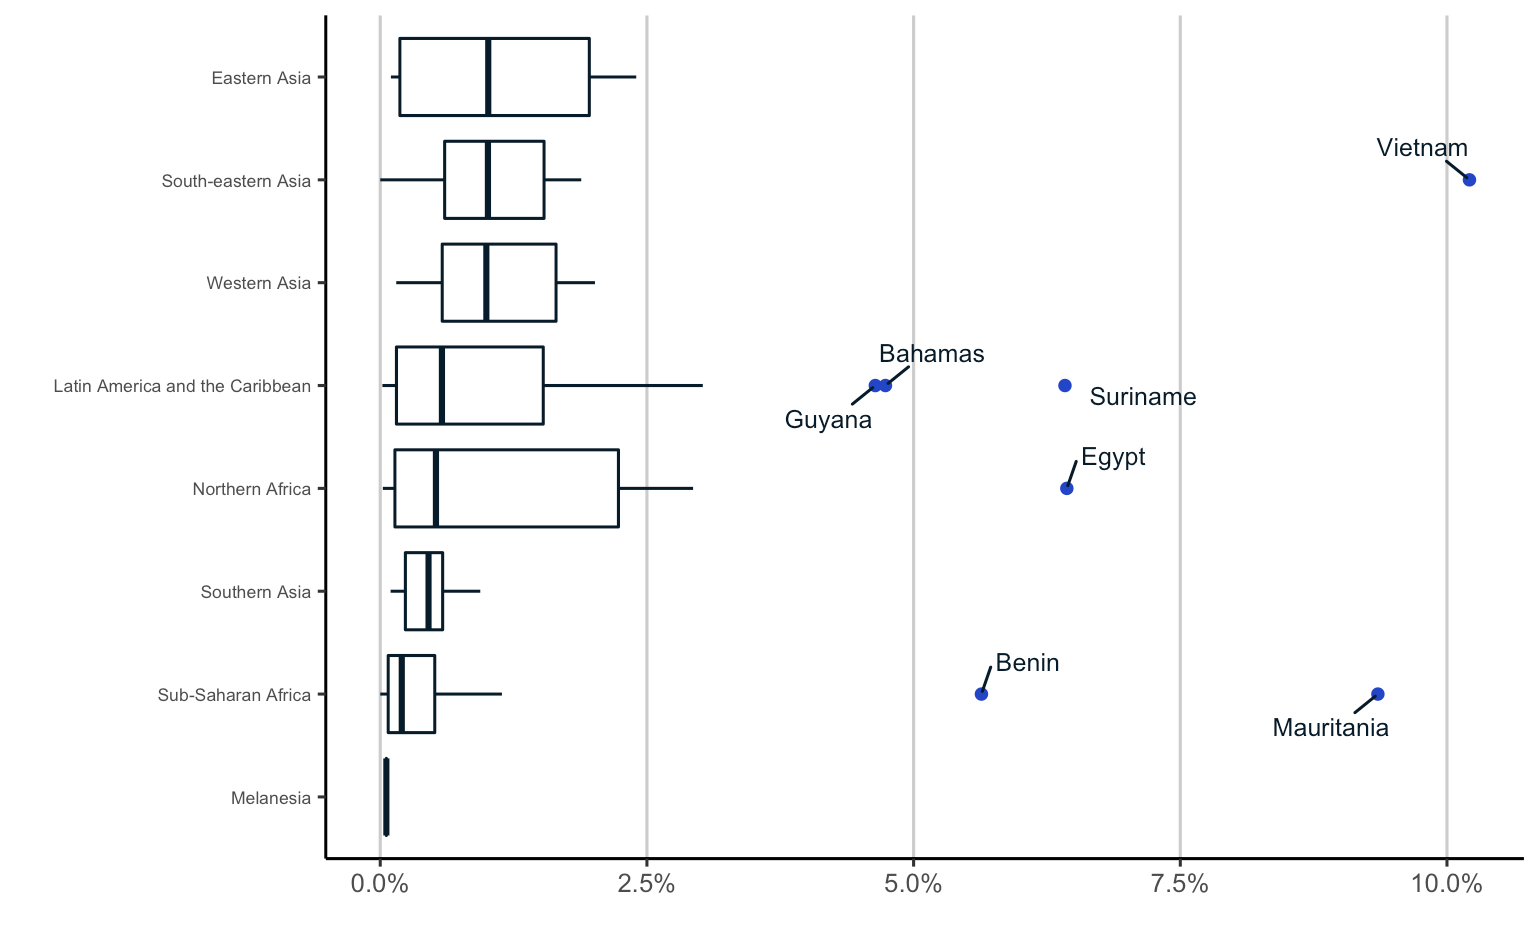 Eastern Asia
Vietnam
South-eastern Asia
Western Asia
Bahamas
Latin America and the Caribbean
Suriname
Guyana
Egypt
Northern Africa
Southern Asia
Benin
Sub-Saharan Africa
Mauritania
Melanesia
0.0% 2.5% 5.0% 7.5% 10.0%